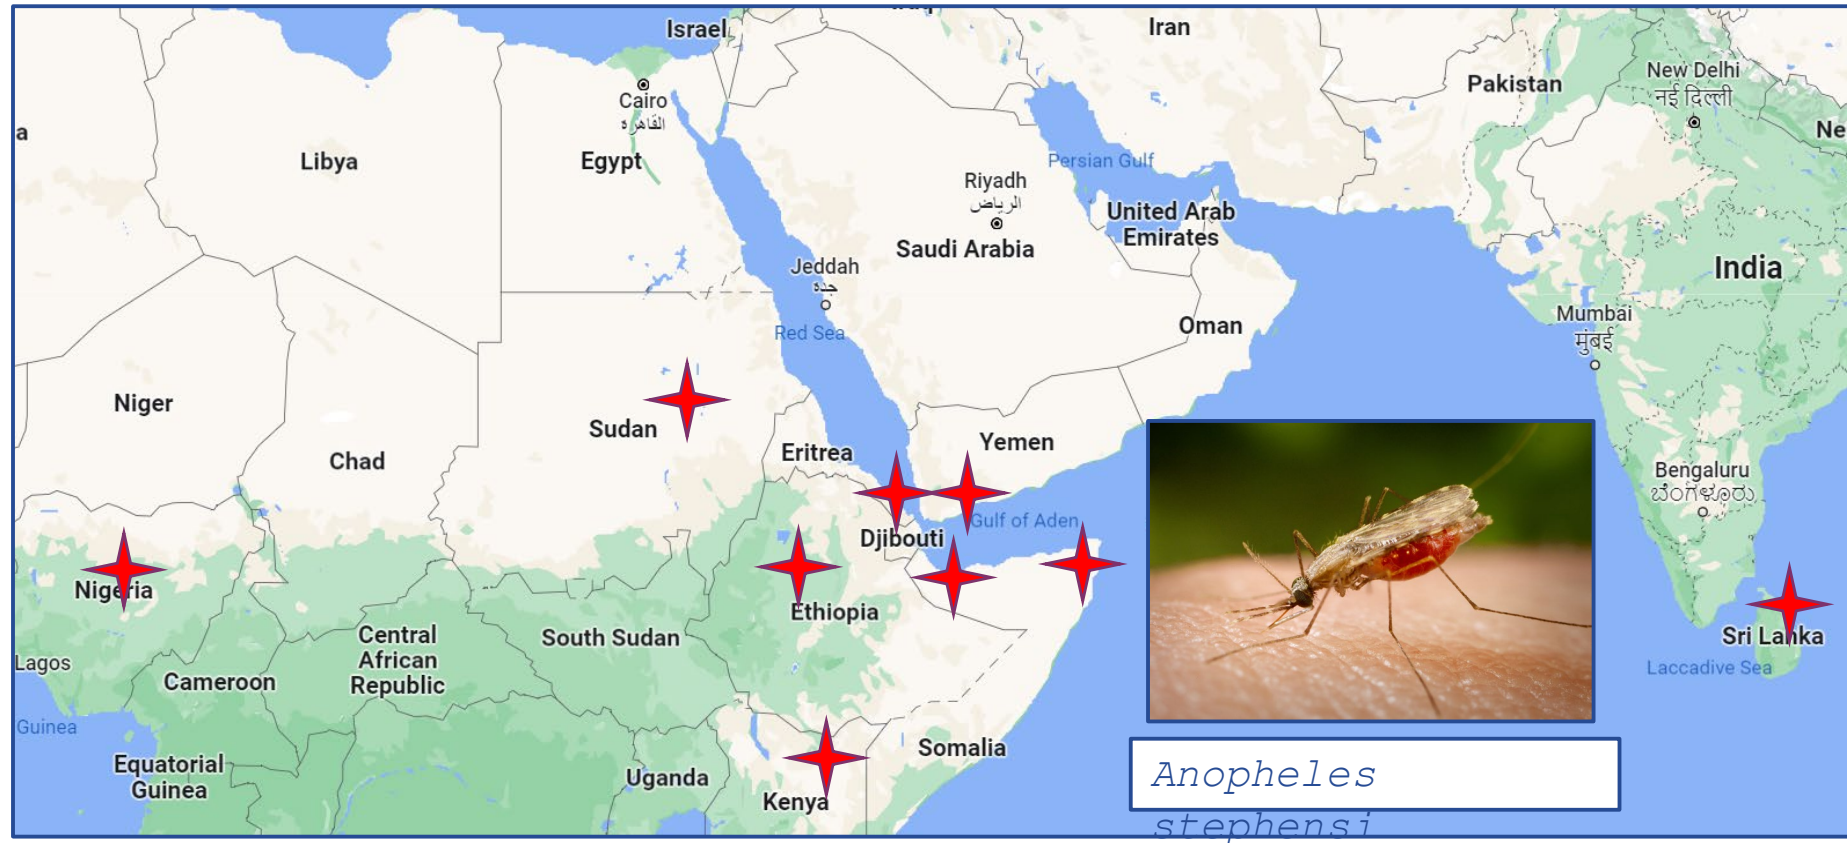 Israel
Iran
Pakistan
New Delhi
नई दिल्ली
Cairo
القاهرة
a
Ne
Libya
Egypt
Persian Gulf
Riyadh
الرياض
United Arab
Emirates
Saudi Arabia
Jeddah
جدة
India
Mumbai
मुंबई
Red Sea
Oman
Niger
Sudan
Yemen
Eritrea
Chad
Bengaluru
ಬೆಂಗಳೂರು
Gulf of Aden
Djibouti
Nigeria
Ethiopia
Central
African
Republic
South Sudan
Sri Lanka
Lagos
Laccadive Sea
Cameroon
Guinea
Somalia
Equatorial
Guinea
Uganda
Kenya
Anopheles
stephensi